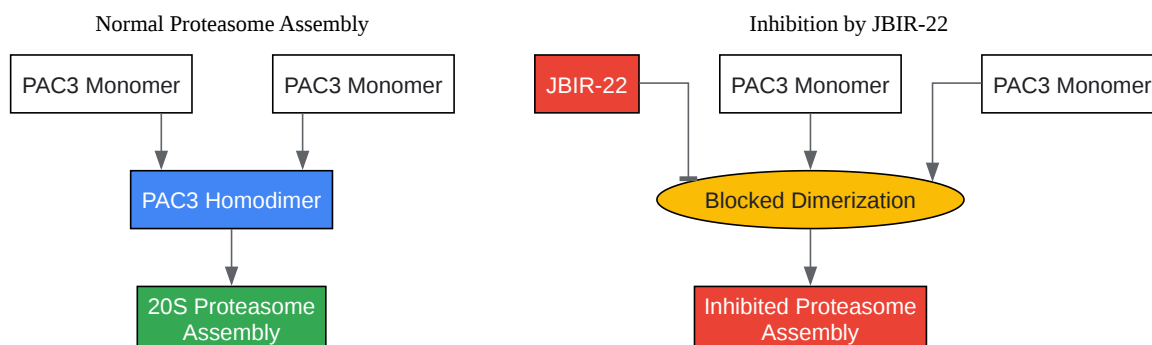 Normal Proteasome Assembly
PAC3 Monomer
PAC3 Monomer
PAC3 Homodimer
20S Proteasome
Assembly
Inhibition by JBIR-22
JBIR-22
PAC3 Monomer
PAC3 Monomer
Blocked Dimerization
Inhibited Proteasome
Assembly